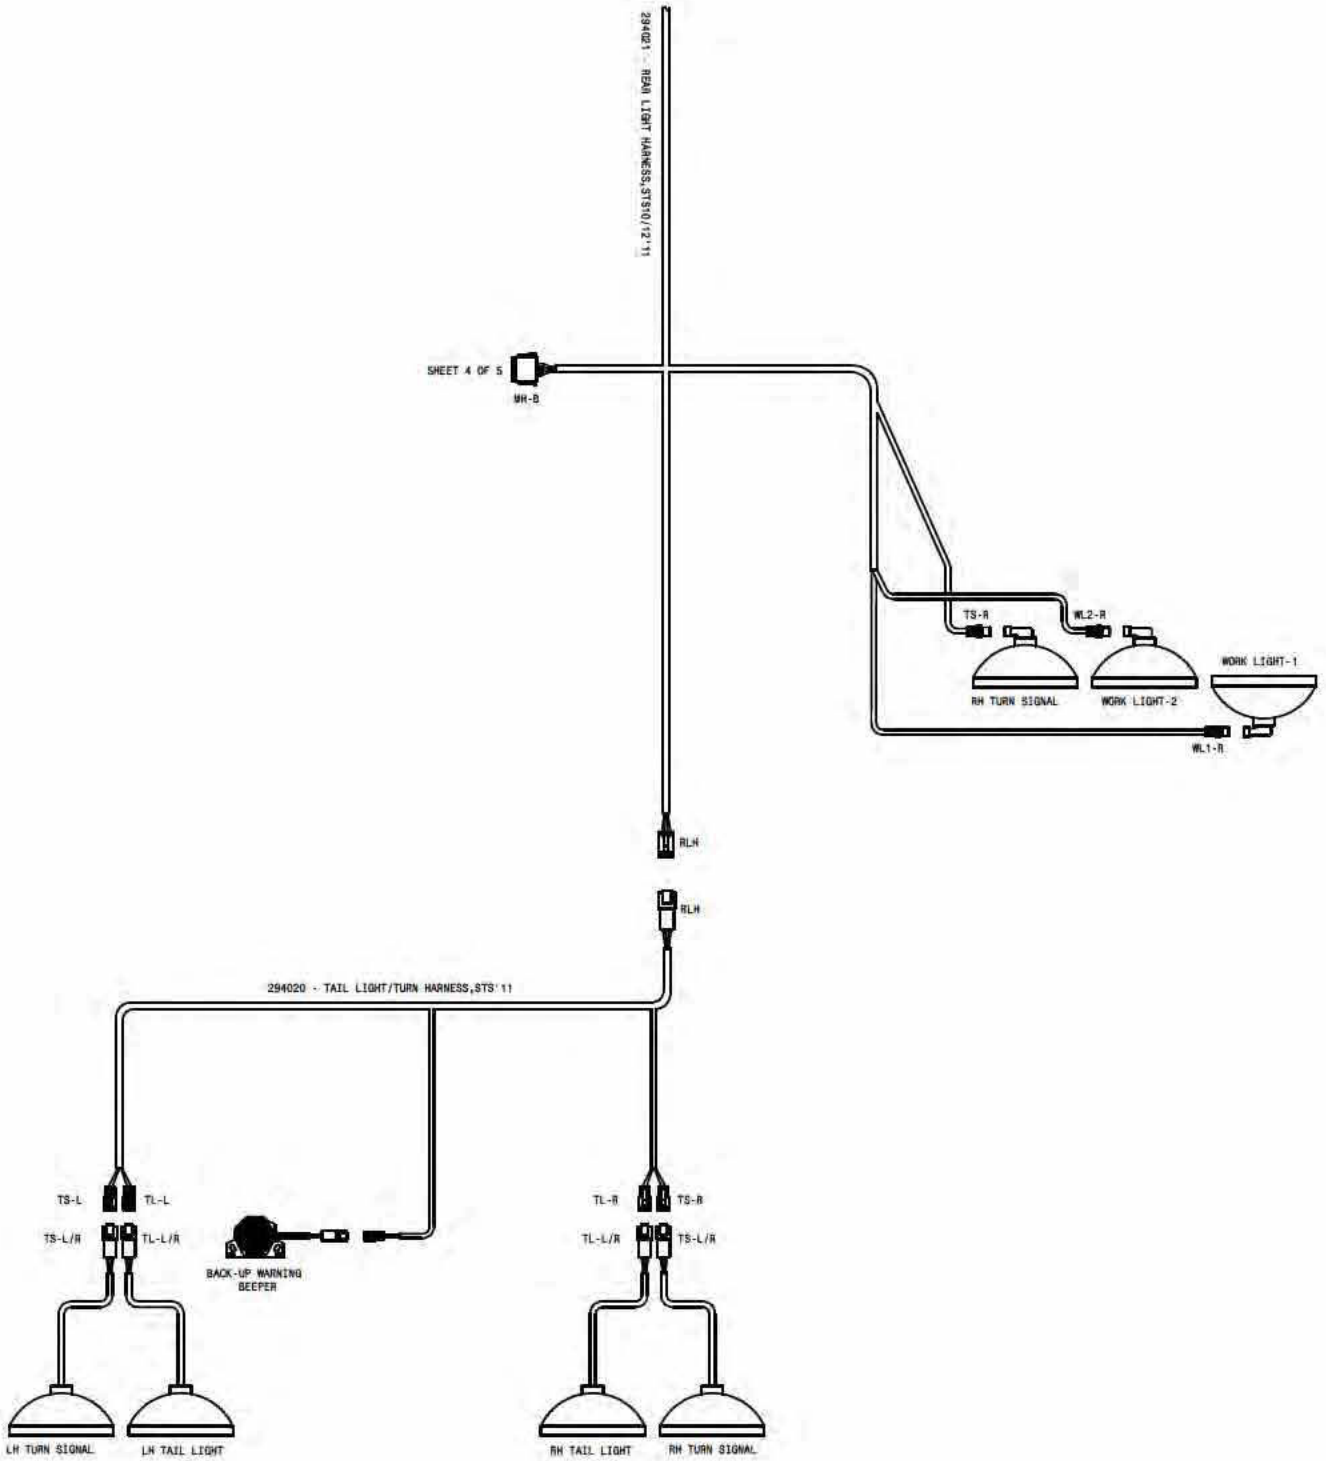 294021 - REAR LIGHT HARNESS,STS10/12'11
SHEET 4 OF 5
MH-B
TS-R
WL2-R
WORK LIGHT-1
RH TURN SIGNAL
WORK LIGHT-2
WL1-R
RLH
RLH
294020 - TAIL LIGHT/TURN HARNESS,STS'11
TS-L
TL-L
TL-R
TS-R
TS-L/R
TL-L/R
TL-L/R
TS-L/R
BACK-UP WARNING
BEEPER
LH TURN SIGNAL
LH TAIL LIGHT
RH TAIL LIGHT
RH TURN SIGNAL